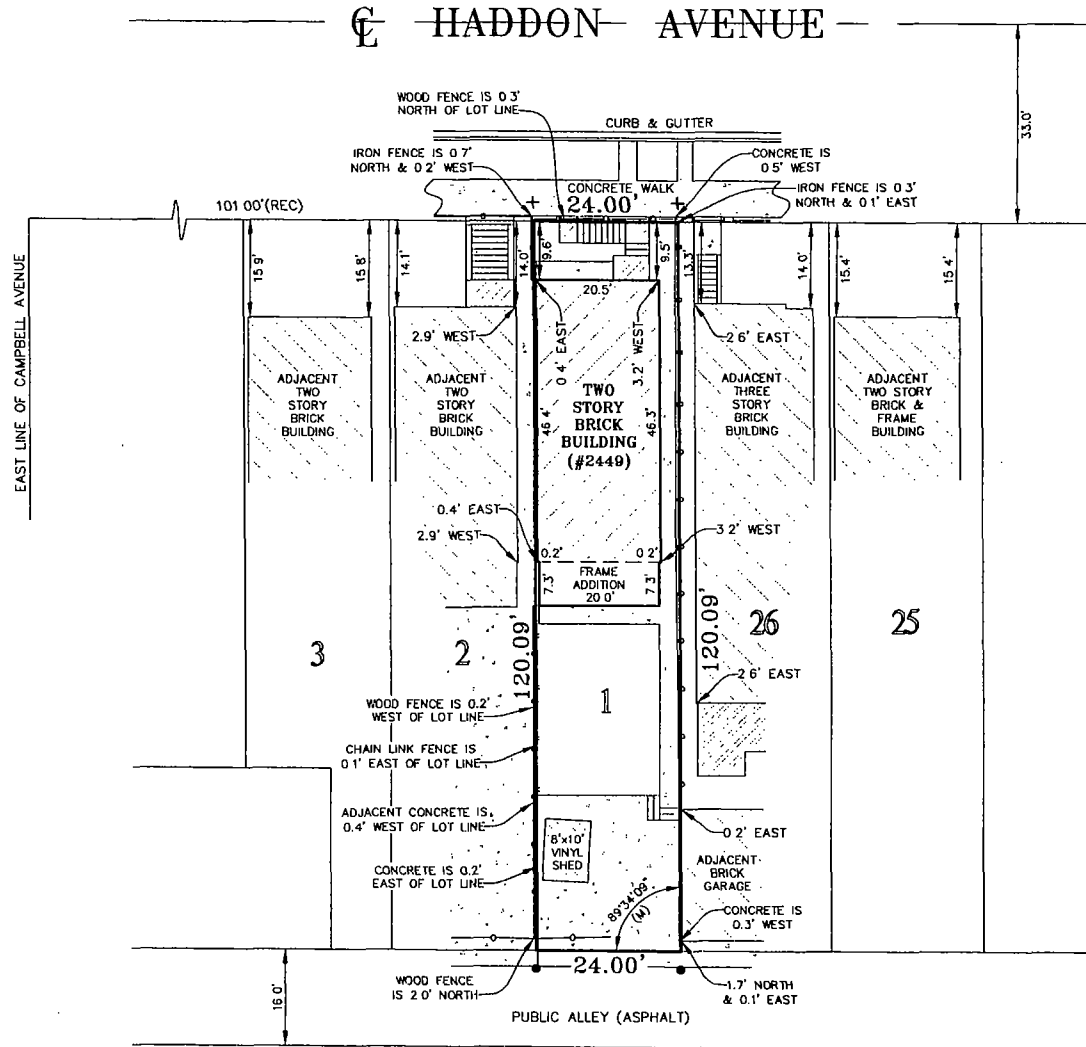 ℄ HADDON AVENUE
33.0'
WOOD FENCE IS 0 3'
NORTH OF LOT LINE
CURB & GUTTER
IRON FENCE IS 0 7'
NORTH & 0 2' WEST
CONCRETE IS
0 5' WEST
CONCRETE WALK
IRON FENCE IS 0 3'
NORTH & 0 1' EAST
101 00'(REC)
24.00'
15 9'
15 8'
14.1'
14.0'
9.6'
9.5'
13.3'
14 0'
15.4'
15 4'
20.5'
2.9' WEST
0 4' EAST
3.2' WEST
2 6' EAST
EAST LINE OF CAMPBELL AVENUE
ADJACENT
TWO
STORY
BRICK
BUILDING
ADJACENT
TWO
STORY
BRICK
BUILDING
TWO
STORY
BRICK
BUILDING
(#2449)
ADJACENT
THREE
STORY
BRICK
BUILDING
ADJACENT
TWO STORY
BRICK &
FRAME
BUILDING
46 4'
46.3'
0.4' EAST
2.9' WEST
3 2' WEST
0.2'
0 2'
7.3'
FRAME
ADDITION
20 0'
7 3'
3
2
120.09'
1
120.09'
26
25
2 6' EAST
WOOD FENCE IS 0.2'
WEST OF LOT LINE
CHAIN LINK FENCE IS
0 1' EAST OF LOT LINE
ADJACENT CONCRETE IS
0.4' WEST OF LOT LINE
0 2' EAST
8'x10'
VINYL
SHED
CONCRETE IS 0.2'
EAST OF LOT LINE
ADJACENT
BRICK
GARAGE
89°34'09"
(M)
CONCRETE IS
0.3' WEST
24.00'
WOOD FENCE
IS 2 0' NORTH
1.7' NORTH
& 0.1' EAST
16 0'
PUBLIC ALLEY (ASPHALT)